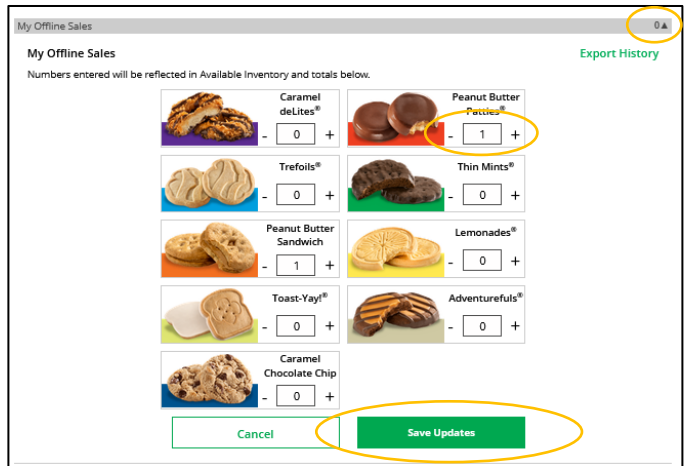 My Offline Sales 0▲
My Offline Sales Export History
Numbers entered will be reflected in Available Inventory and totals below.
Caramel
deLites®
- 0 +
Peanut Butter
Patties®
- 1 +
Trefoils®
- 0 +
Thin Mints®
- 0 +
Peanut Butter
Sandwich
- 1 +
Lemonades®
- 0 +
Toast-Yay!®
- 0 +
Adventurefuls®
- 0 +
Caramel
Chocolate Chip
- 0 +
Cancel Save Updates